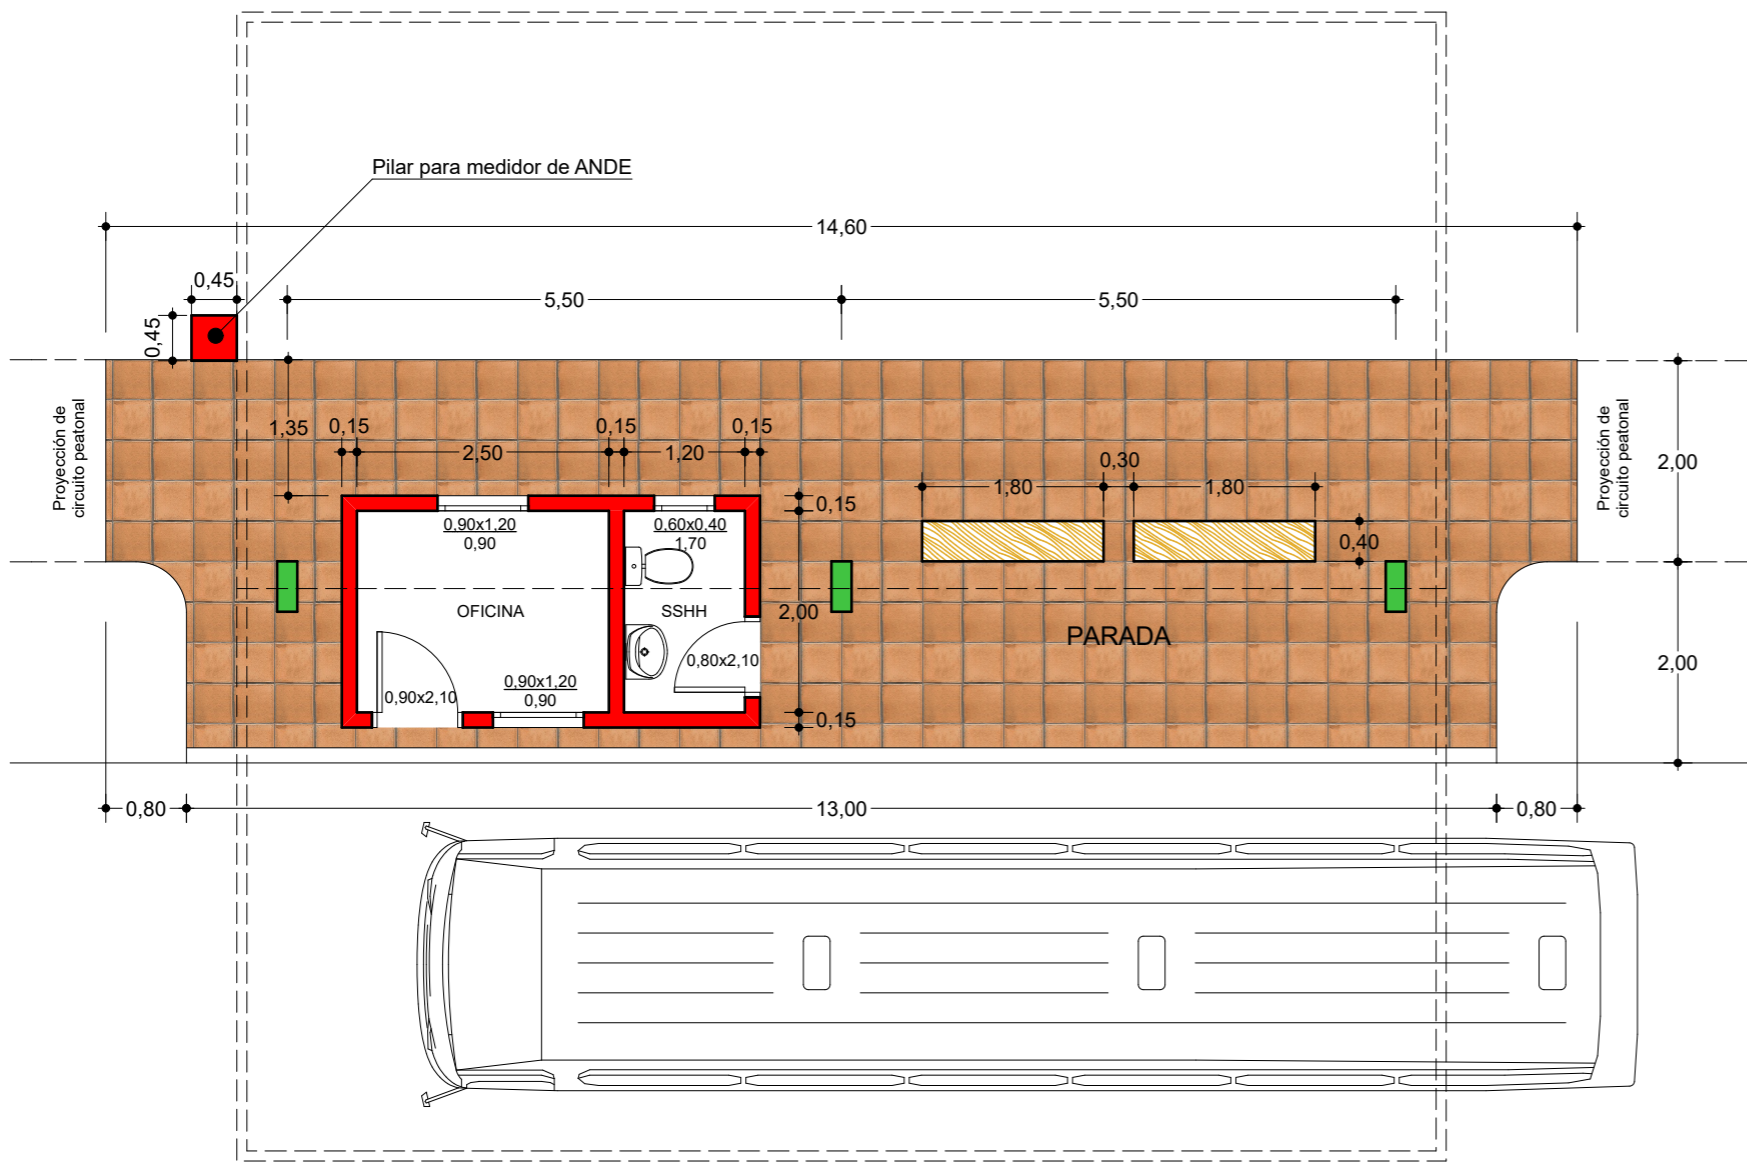 Pilar para medidor de ANDE
14,60
0,45
5,50
5,50
0,45
Proyección de
circuito peatonal
1,35
0,15
0,15
0,15
2,50
1,20
0,30
1,80
1,80
Proyección de
circuito peatonal
2,00
0,15
0,90x1,20
0,90
0,60x0,40
1,70
0,40
OFICINA
SSHH
2,00
PARADA
0,80x2,10
2,00
0,90x2,10
0,90x1,20
0,90
0,15
0,80
13,00
0,80